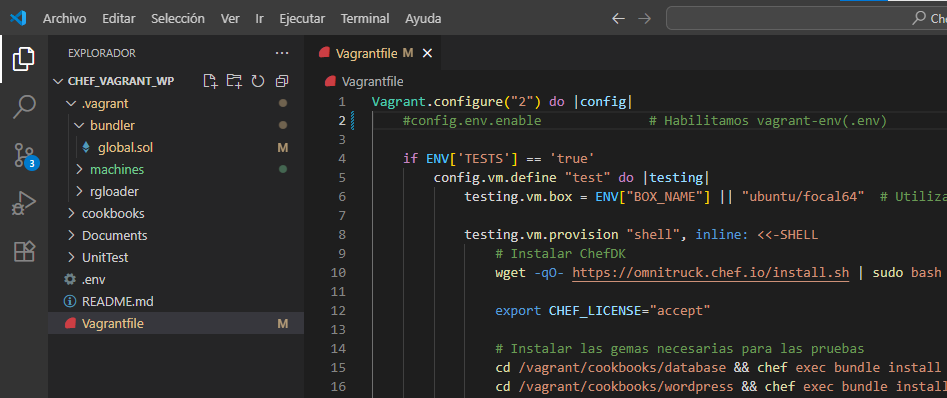 Archivo Editar Selección Ver Ir Ejecutar Terminal Ayuda
EXPLORADOR
CHEF_VAGRANT_WP
.vagrant
bundler
global.sol M
machines
rgloader
cookbooks
Documents
UnitTest
.env
README.md
Vagrantfile M
3
Vagrantfile M
Vagrantfile
1 Vagrant.configure("2") do |config|
2 #config.env.enable # Habilitamos vagrant-env(.env)
3
4 if ENV['TESTS'] == 'true'
5 config.vm.define "test" do |testing|
6 testing.vm.box = ENV["BOX_NAME"] || "ubuntu/focal64" # Utiliza
7
8 testing.vm.provision "shell", inline: <<-SHELL
9 # Instalar ChefDK
10 wget -qO- https://omnitruck.chef.io/install.sh | sudo bash
11
12 export CHEF_LICENSE="accept"
13
14 # Instalar las gemas necesarias para las pruebas
15 cd /vagrant/cookbooks/database && chef exec bundle install
16 cd /vagrant/cookbooks/wordpress && chef exec bundle install